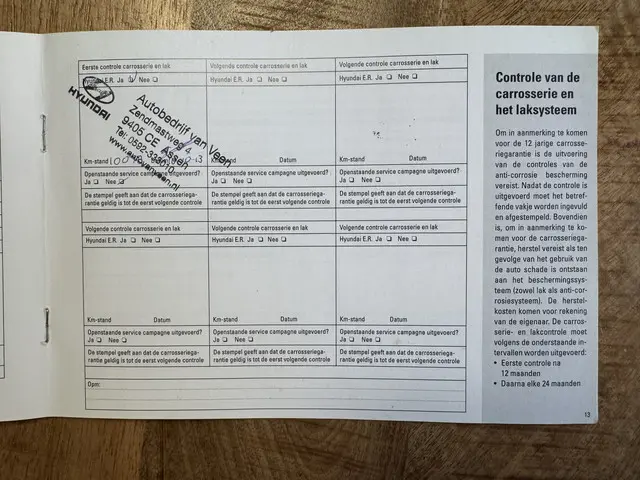 Eerste controle carrosserie en lak
Hyundai E.R. Ja Nee
HYUNDAI
Autobedrijf van Veen
Zendmastweg 4
9405 CE Assen
Km-stand
Openstaande service campagne uitgevoerd?
Ja Nee
De stempel geeft aan dat de carrosseriega-
rantie geldig is tot de eerst volgende controle
Volgende controle carrosserie en lak
Hyundai E.R. Ja Nee
Km-stand Datum
Openstaande service campagne uitgevoerd?
Ja Nee
De stempel geeft aan dat de carrosseriega-
rantie geldig is tot de eerst volgende controle
Volgende controle carrosserie en lak
Hyundai E.R. Ja Nee
Km-stand Datum
Openstaande service campagne uitgevoerd?
Ja Nee
De stempel geeft aan dat de carrosseriega-
rantie geldig is tot de eerst volgende controle
Volgende controle carrosserie en lak
Hyundai E.R. Ja Nee
Km-stand Datum
Openstaande service campagne uitgevoerd?
Ja Nee
De stempel geeft aan dat de carrosseriega-
rantie geldig is tot de eerst volgende controle
Volgende controle carrosserie en lak
Hyundai E.R. Ja Nee
Km-stand Datum
Openstaande service campagne uitgevoerd?
Ja Nee
De stempel geeft aan dat de carrosseriega-
rantie geldig is tot de eerst volgende controle
Volgende controle carrosserie en lak
Hyundai E.R. Ja Nee
Km-stand Datum
Openstaande service campagne uitgevoerd?
Ja Nee
De stempel geeft aan dat de carrosseriega-
rantie geldig is tot de eerst volgende controle
Opm:
Controle van de
carrosserie en
het laksysteem
Om in aanmerking te komen
voor de 12 jarige carrosse-
riegarantie is de uitvoering
van de controles van de
anti-corrosie bescherming
vereist. Nadat de controle is
uitgevoerd moet het betref-
fende vakje worden ingevuld
en afgestempeld. Bovendien
is, om in aanmerking te ko-
men voor de carrosseriega-
rantie, herstel vereist als ten
gevolge van het gebruik van
de auto schade is ontstaan
aan het beschermingssys-
teem (zowel lak als anti-cor-
rosiesysteem). De herstel-
kosten komen voor rekening
van de eigenaar. De carros-
serie- en lakcontrole moet
volgens de onderstaande in-
tervallen worden uitgevoerd:
• Eerste controle na
12 maanden
• Daarna elke 24 maanden
13